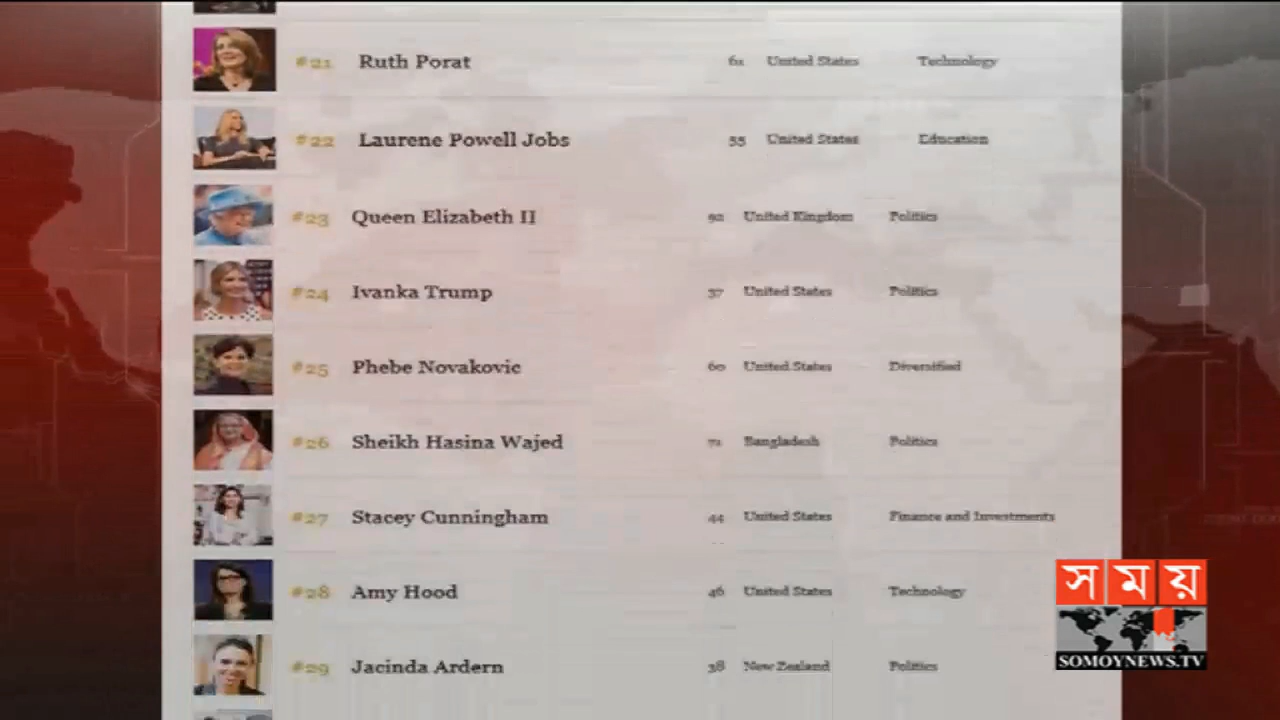 #21 Ruth Porat 61 United States Technology
#22 Laurene Powell Jobs 55 United States Education
#23 Queen Elizabeth II 92 United Kingdom Politics
#24 Ivanka Trump 37 United States Politics
#25 Phebe Novakovic 60 United States Diversified
#26 Sheikh Hasina Wajed 71 Bangladesh Politics
#27 Stacey Cunningham 44 United States Finance and Investments
#28 Amy Hood 46 United States Technology
#29 Jacinda Ardern 38 New Zealand Politics
সময়
SOMOYNEWS.TV